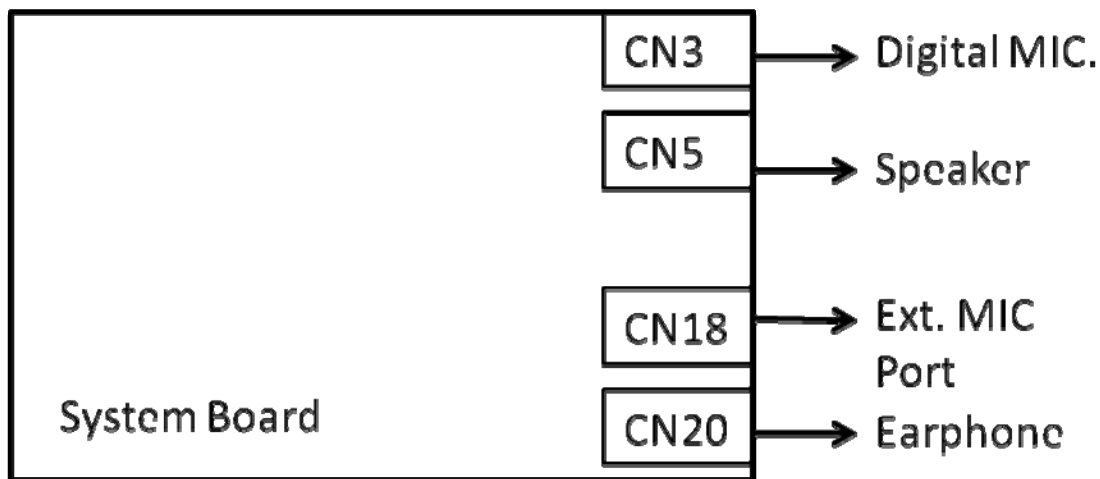 CN3
Digital MIC.
CN5
Speaker
CN18
Ext. MIC
Port
System Board
CN20
Earphone